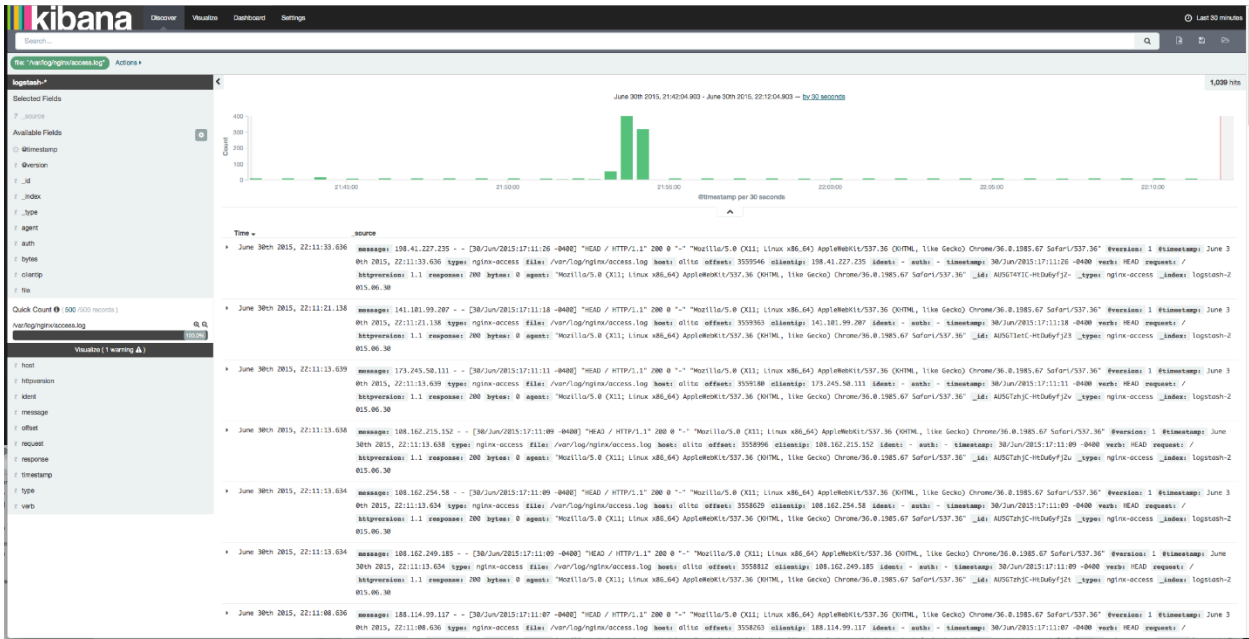 kibana Discover Visualize Dashboard Settings Last 30 minutes
Search...
file: "/var/log/nginx/access.log" Actions
logstash-* 1,039 hits
Selected Fields June 30th 2015, 21:42:04.903 - June 30th 2015, 22:12:04.903 — by 30 seconds
? _source
Available Fields
@timestamp
t @version
t _id
t _index
t _type
t agent
t auth
t bytes
t clientip
t file
Quick Count ( 500 /500 records )
/var/log/nginx/access.log
100.0%
Visualize ( 1 warning )
t host
t httpversion
t ident
t message
t offset
t request
t response
t timestamp
t type
t verb
Count
400
300
200
100
0
21:45:00 21:50:00 21:55:00 22:00:00 22:05:00 22:10:00
@timestamp per 30 seconds
Time _source
June 30th 2015, 22:11:33.636 message: 198.41.227.235 - - [30/Jun/2015:17:11:26 -0400] "HEAD / HTTP/1.1" 200 0 "-" "Mozilla/5.0 (X11; Linux x86_64) AppleWebKit/537.36 (KHTML, like Gecko) Chrome/36.0.1985.67 Safari/537.36" @version: 1 @timestamp: June 3
0th 2015, 22:11:33.636 type: nginx-access file: /var/log/nginx/access.log host: alita offset: 3559546 clientip: 198.41.227.235 ident: - auth: - timestamp: 30/Jun/2015:17:11:26 -0400 verb: HEAD request: /
httpversion: 1.1 response: 200 bytes: 0 agent: "Mozilla/5.0 (X11; Linux x86_64) AppleWebKit/537.36 (KHTML, like Gecko) Chrome/36.0.1985.67 Safari/537.36" _id: _type: nginx-access _index: logstash-2
015.06.30
June 30th 2015, 22:11:21.138 message: 141.101.99.207 - - [30/Jun/2015:17:11:18 -0400] "HEAD / HTTP/1.1" 200 0 "-" "Mozilla/5.0 (X11; Linux x86_64) AppleWebKit/537.36 (KHTML, like Gecko) Chrome/36.0.1985.67 Safari/537.36" @version: 1 @timestamp: June 3
0th 2015, 22:11:21.138 type: nginx-access file: /var/log/nginx/access.log host: alita offset: 3559363 clientip: 141.101.99.207 ident: - auth: - timestamp: 30/Jun/2015:17:11:18 -0400 verb: HEAD request: /
httpversion: 1.1 response: 200 bytes: 0 agent: "Mozilla/5.0 (X11; Linux x86_64) AppleWebKit/537.36 (KHTML, like Gecko) Chrome/36.0.1985.67 Safari/537.36" _id: _type: nginx-access _index: logstash-2
015.06.30
June 30th 2015, 22:11:13.639 message: 173.245.50.111 - - [30/Jun/2015:17:11:11 -0400] "HEAD / HTTP/1.1" 200 0 "-" "Mozilla/5.0 (X11; Linux x86_64) AppleWebKit/537.36 (KHTML, like Gecko) Chrome/36.0.1985.67 Safari/537.36" @version: 1 @timestamp: June 3
0th 2015, 22:11:13.639 type: nginx-access file: /var/log/nginx/access.log host: alita offset: 3559180 clientip: 173.245.50.111 ident: - auth: - timestamp: 30/Jun/2015:17:11:11 -0400 verb: HEAD request: /
httpversion: 1.1 response: 200 bytes: 0 agent: "Mozilla/5.0 (X11; Linux x86_64) AppleWebKit/537.36 (KHTML, like Gecko) Chrome/36.0.1985.67 Safari/537.36" _id: _type: nginx-access _index: logstash-2
015.06.30
June 30th 2015, 22:11:13.638 message: 108.162.215.152 - - [30/Jun/2015:17:11:09 -0400] "HEAD / HTTP/1.1" 200 0 "-" "Mozilla/5.0 (X11; Linux x86_64) AppleWebKit/537.36 (KHTML, like Gecko) Chrome/36.0.1985.67 Safari/537.36" @version: 1 @timestamp: June
30th 2015, 22:11:13.638 type: nginx-access file: /var/log/nginx/access.log host: alita offset: 3558996 clientip: 108.162.215.152 ident: - auth: - timestamp: 30/Jun/2015:17:11:09 -0400 verb: HEAD request: /
httpversion: 1.1 response: 200 bytes: 0 agent: "Mozilla/5.0 (X11; Linux x86_64) AppleWebKit/537.36 (KHTML, like Gecko) Chrome/36.0.1985.67 Safari/537.36" _id: _type: nginx-access _index: logstash-2
015.06.30
June 30th 2015, 22:11:13.634 message: 108.162.254.58 - - [30/Jun/2015:17:11:09 -0400] "HEAD / HTTP/1.1" 200 0 "-" "Mozilla/5.0 (X11; Linux x86_64) AppleWebKit/537.36 (KHTML, like Gecko) Chrome/36.0.1985.67 Safari/537.36" @version: 1 @timestamp: June 3
0th 2015, 22:11:13.634 type: nginx-access file: /var/log/nginx/access.log host: alita offset: 3558629 clientip: 108.162.254.58 ident: - auth: - timestamp: 30/Jun/2015:17:11:09 -0400 verb: HEAD request: /
httpversion: 1.1 response: 200 bytes: 0 agent: "Mozilla/5.0 (X11; Linux x86_64) AppleWebKit/537.36 (KHTML, like Gecko) Chrome/36.0.1985.67 Safari/537.36" _id: _type: nginx-access _index: logstash-2
015.06.30
June 30th 2015, 22:11:13.634 message: 108.162.249.185 - - [30/Jun/2015:17:11:09 -0400] "HEAD / HTTP/1.1" 200 0 "-" "Mozilla/5.0 (X11; Linux x86_64) AppleWebKit/537.36 (KHTML, like Gecko) Chrome/36.0.1985.67 Safari/537.36" @version: 1 @timestamp: June
30th 2015, 22:11:13.634 type: nginx-access file: /var/log/nginx/access.log host: alita offset: 3558812 clientip: 108.162.249.185 ident: - auth: - timestamp: 30/Jun/2015:17:11:09 -0400 verb: HEAD request: /
httpversion: 1.1 response: 200 bytes: 0 agent: "Mozilla/5.0 (X11; Linux x86_64) AppleWebKit/537.36 (KHTML, like Gecko) Chrome/36.0.1985.67 Safari/537.36" _id: _type: nginx-access _index: logstash-2
015.06.30
June 30th 2015, 22:11:08.636 message: 188.114.99.117 - - [30/Jun/2015:17:11:07 -0400] "HEAD / HTTP/1.1" 200 0 "-" "Mozilla/5.0 (X11; Linux x86_64) AppleWebKit/537.36 (KHTML, like Gecko) Chrome/36.0.1985.67 Safari/537.36" @version: 1 @timestamp: June 3
0th 2015, 22:11:08.636 type: nginx-access file: /var/log/nginx/access.log host: alita offset: 3558263 clientip: 188.114.99.117 ident: - auth: - timestamp: 30/Jun/2015:17:11:07 -0400 verb: HEAD request: /